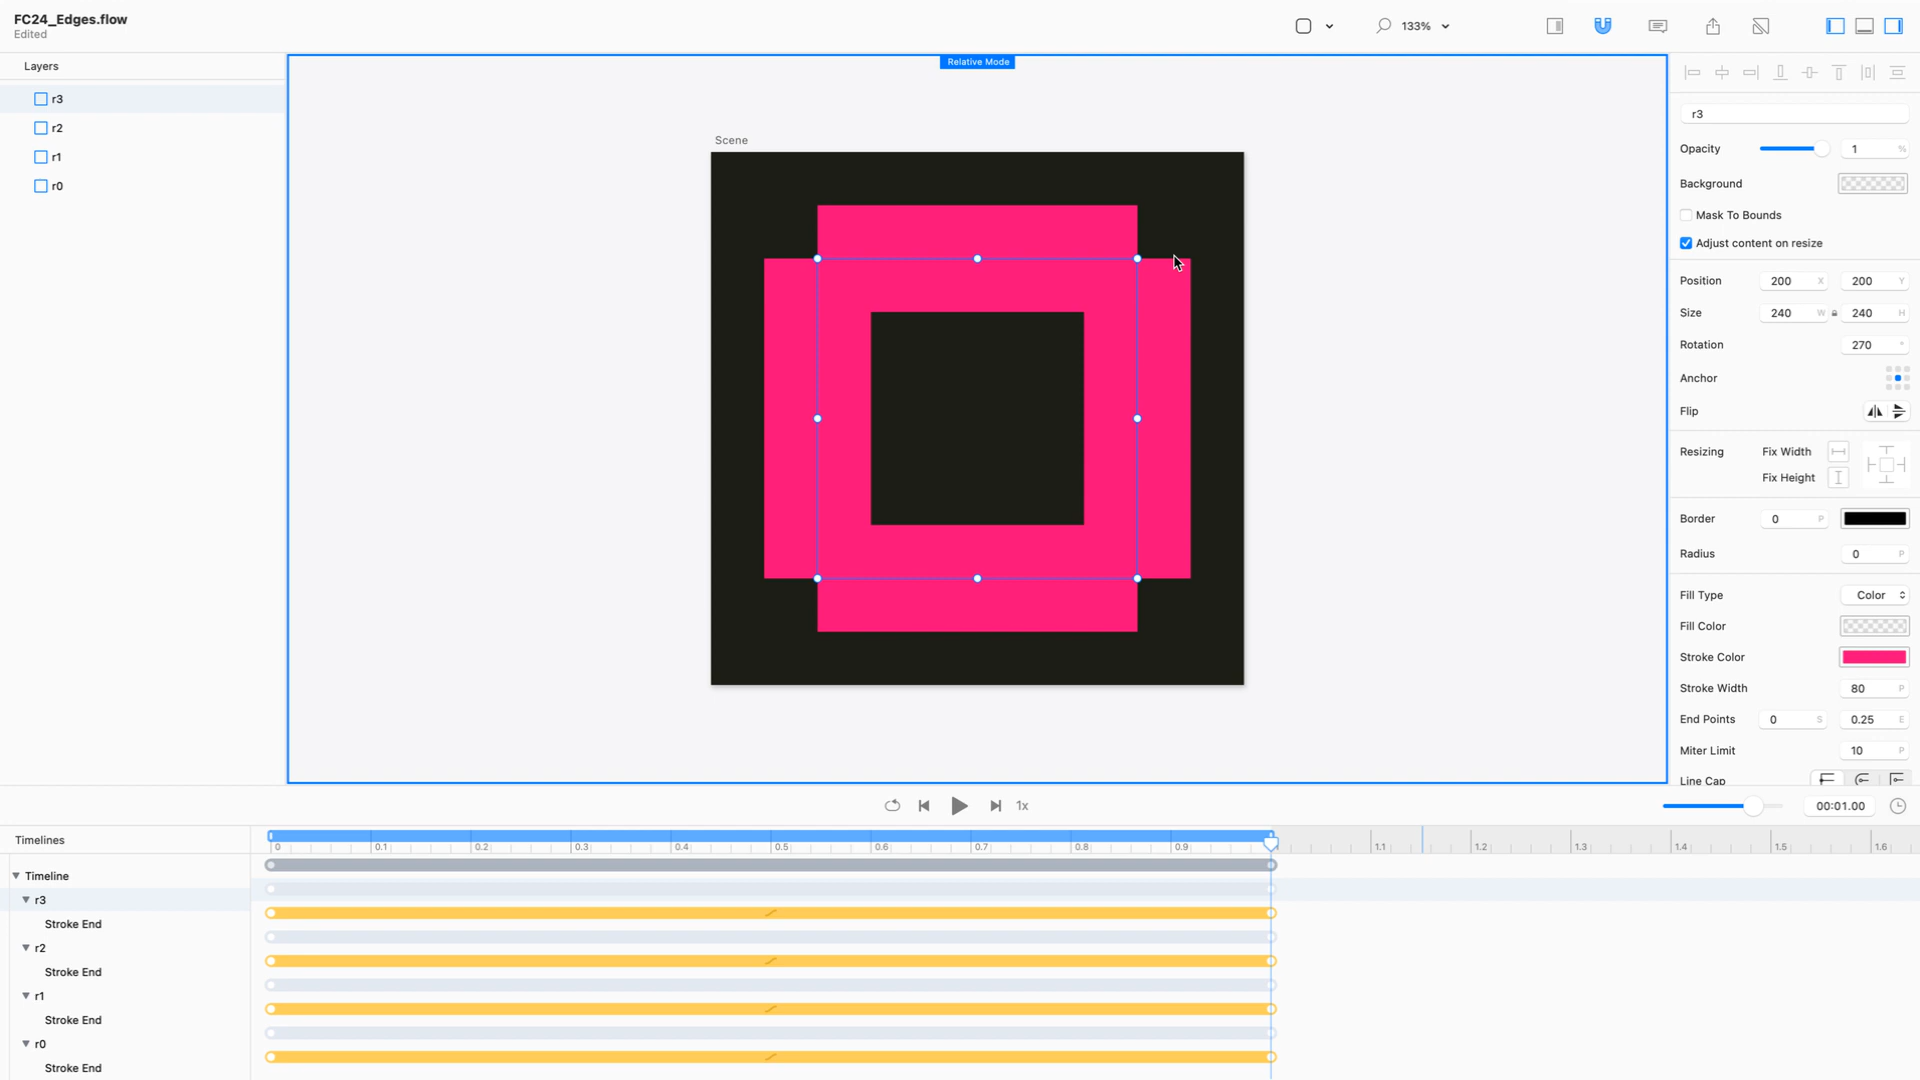 FC24_Edges.flow
Edited
133%
Layers
r3
r2
r1
r0
Relative Mode
Scene
r3
Opacity 1 %
Background
Mask To Bounds
Adjust content on resize
Position 200 X 200 Y
Size 240 W 240 H
Rotation 270 °
Anchor
Flip
Resizing Fix Width
Fix Height
Border 0 P
Radius 0 P
Fill Type Color
Fill Color
Stroke Color
Stroke Width 80 P
End Points 0 S 0.25 E
Miter Limit 10 P
Line Cap
1x
00:01.00
Timelines
0 0.1 0.2 0.3 0.4 0.5 0.6 0.7 0.8 0.9 1.1 1.2 1.3 1.4 1.5 1.6
Timeline
r3
Stroke End
r2
Stroke End
r1
Stroke End
r0
Stroke End